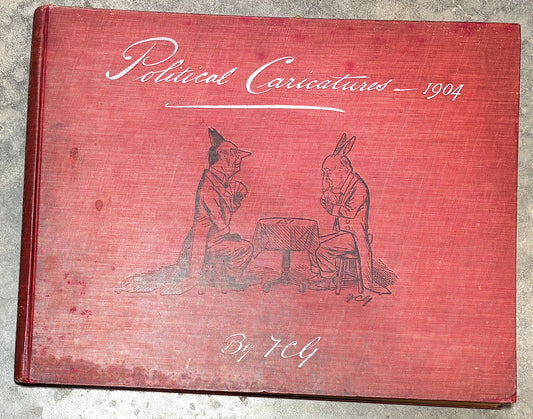 Political Caricatures — 1904
FCG
By FCG